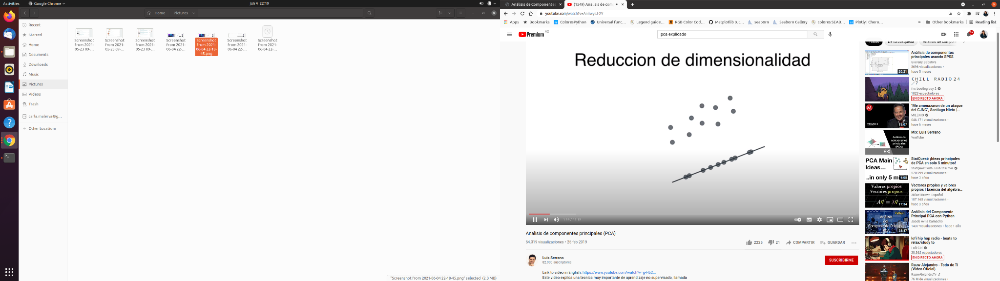 Activities
Google Chrome
jun 4 22:19
Home
Pictures
Recent
Starred
Home
Documents
Downloads
Music
Pictures
Videos
Trash
carla.malerva@g...
Other Locations
Screenshot
from 2021-
05-23 09-...
Screenshot
from 2021-
05-23 09-...
Screenshot
from 2021-
05-23 09-...
Screenshot
from 2021-
06-04 22-...
Screenshot
from 2021-
06-04 22-18-
45.png
Screenshot
from 2021-
06-04 22-...
Screenshot
from 2021-
06-04 22-...
"Screenshot from 2021-06-04 22-18-45.png" selected (2.3 MB)
Análisis de Componentes
(1549) Analisis de com
youtube.com/watch?v=AniiwysJ-2Y
Apps
Bookmarks
ColoresPython
Universal func...
Legend guide...
RGB Color Cod...
Matplotlib tut...
seaborn
Seaborn Gallery
colores SEAB...
Plotly | Choro...
»
Other bookmarks
Reading list
Premium MX
pca explicado
9+
Reduccion de dimensionalidad
1:59 / 31:15
Analisis de componentes principales (PCA)
54.319 visualizaciones • 25 feb 2019
2225
21
COMPARTIR
GUARDAR
Luis Serrano
82.900 suscriptores
SUSCRIBIRME
Link to video in English: https://www.youtube.com/watch?v=g-Hb2...
Este video explica una tecnica muy importante de aprendizaje no supervisado, llamada
Todos
De tu búsqueda
Análisis de compon
20:21
Análisis de componentes
principales usando SPSS
Giovany Babativa
3696 visualizaciones •
hace 5 meses
CHILL RADIO 24
/7
the bootleg boy 2
1823 espectadores
EN DIRECTO AHORA
M
TRAGALUZ
13:07
"Me amenazaron de un ataque
del CJNG", Santiago Nieto |...
MILENIO
646.171 visualizaciones •
hace 6 meses
Análisis de
componentes
principales
(PCA)
Mix: Luis Serrano
YouTube
PCA Main
Ideas...
..in only 5 m
6:05
StatQuest: ¡Ideas principales
de PCA en solo 5 minutos!
StatQuest with Josh Starmer
570.299 visualizaciones •
hace 3 años
Valores propios
Vectores propios
Av = λv
17:34
Vectores propios y valores
propios | Esencia del álgebra...
3Blue1Brown Español
107.165 visualizaciones •
hace 3 años
Python
Análisis
de
Componente Principal
PCA
38:47
Análisis del Componente
Principal PCA con Python
Jacob Avila Camacho
1437 visualizaciones • hace 1 año
lofi hip hop radio - beats to
relax/study to
Lofi Girl
20.362 espectadores
EN DIRECTO AHORA
Rauw Alejandro - Todo de Ti
(Video Oficial)
RauwAlejandroTV
76 M de visualizaciones •